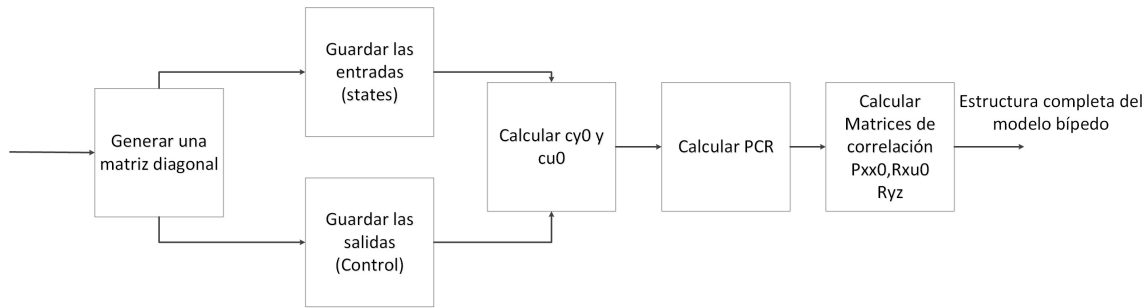 Generar una
matriz diagonal
Guardar las
entradas
(states)
Guardar las
salidas
(Control)
Calcular cy0 y
cu0
Calcular PCR
Calcular
Matrices de
correlación
Pxx0,Rxu0
Ryz
Estructura completa del
modelo bípedo